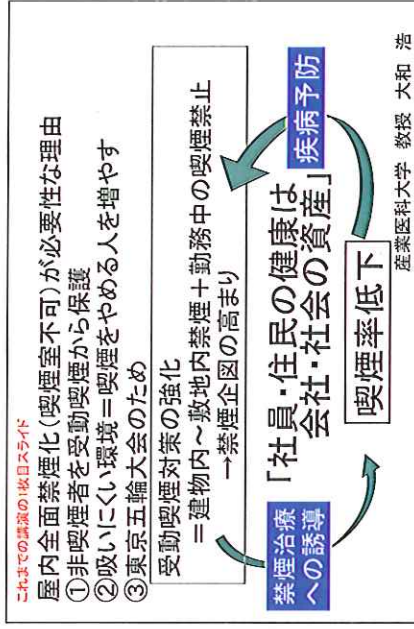 これまでの講演の1枚目スライド
屋内全面禁煙化(喫煙室不可)が必要性な理由
①非喫煙者を受動喫煙から保護
②吸いにくい環境=喫煙をやめる人を増やす
③東京五輪大会のため
受動喫煙対策の強化
=建物内~敷地内禁煙+勤務中の喫煙禁止
→禁煙企図の高まり
禁煙治療
への誘導
「社員・住民の健康は
会社・社会の資産」
疾病予防
喫煙率低下
産業医科大学 教授 大和 浩